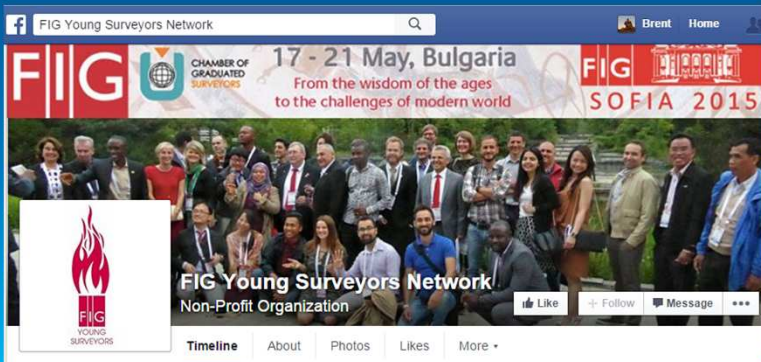 FIG Young Surveyors Network
Brent Home
FIG
CHAMBER OF
GRADUATED
SURVEYORS
17 - 21 May, Bulgaria
From the wisdom of the ages
to the challenges of modern world
FIG
SOFIA 2015
FIG
YOUNG
SURVEYORS
FIG Young Surveyors Network
Non-Profit Organization
Like + Follow Message
Timeline About Photos Likes More